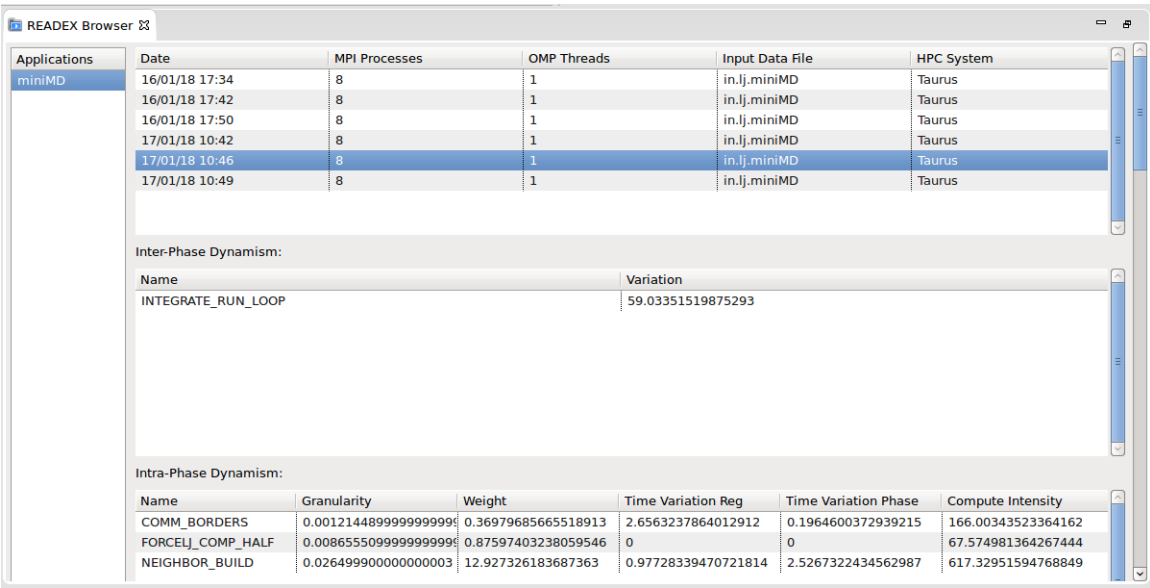 READEX Browser
Applications
miniMD
Date MPI Processes OMP Threads Input Data File HPC System
16/01/18 17:34 8 1 in.lj.miniMD Taurus
16/01/18 17:42 8 1 in.lj.miniMD Taurus
16/01/18 17:50 8 1 in.lj.miniMD Taurus
17/01/18 10:42 8 1 in.lj.miniMD Taurus
17/01/18 10:46 8 1 in.lj.miniMD Taurus
17/01/18 10:49 8 1 in.lj.miniMD Taurus
Inter-Phase Dynamism:
Name Variation
INTEGRATE_RUN_LOOP 59.03351519875293
Intra-Phase Dynamism:
Name Granularity Weight Time Variation Reg Time Variation Phase Compute Intensity
COMM_BORDERS 0.0012144899999999999 0.36979685665518913 2.6563237864012912 0.1964600372939215 166.00343523364162
FORCELJ_COMP_HALF 0.0086555099999999999 0.87597403238059546 0 0 67.574981364267444
NEIGHBOR_BUILD 0.026499900000000003 12.927326183687363 0.97728339470721814 2.5267322434562987 617.32951594768849